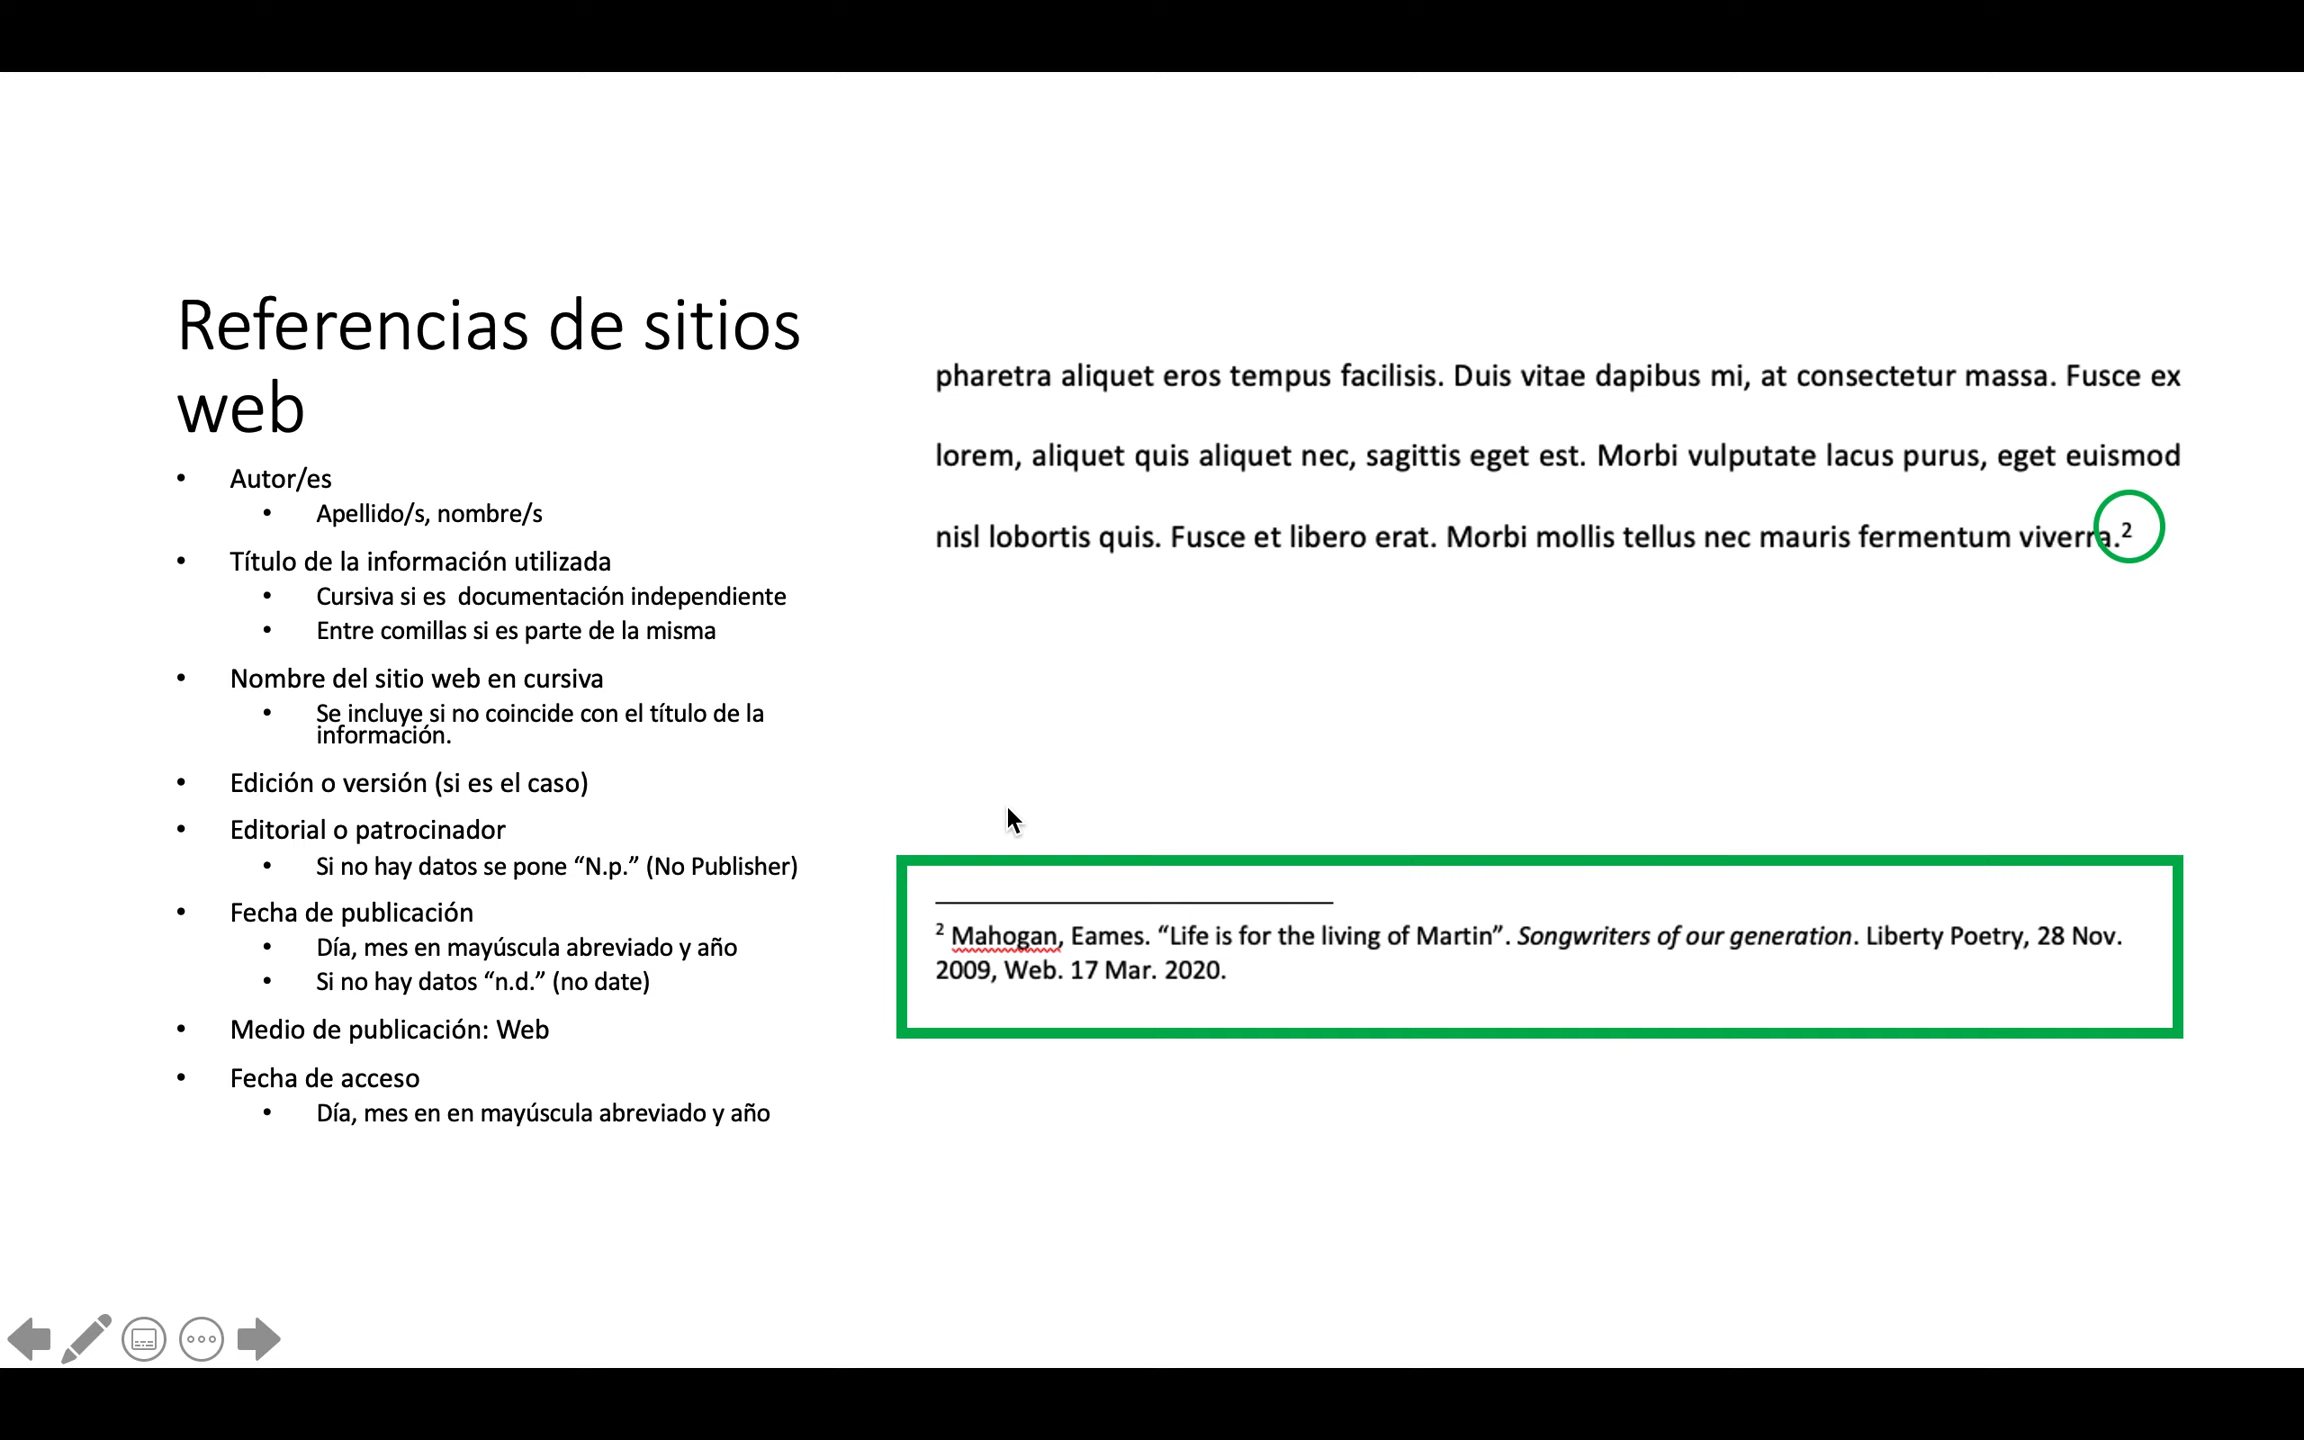 Referencias de sitios
web
• Autor/es
• Apellido/s, nombre/s
• Título de la información utilizada
• Cursiva si es  documentación independiente
• Entre comillas si es parte de la misma
• Nombre del sitio web en cursiva
• Se incluye si no coincide con el título de la
información.
• Edición o versión (si es el caso)
• Editorial o patrocinador
• Si no hay datos se pone “N.p.” (No Publisher)
• Fecha de publicación
• Día, mes en mayúscula abreviado y año
• Si no hay datos “n.d.” (no date)
• Medio de publicación: Web
• Fecha de acceso
• Día, mes en en mayúscula abreviado y año
pharetra aliquet eros tempus facilisis. Duis vitae dapibus mi, at consectetur massa. Fusce ex
lorem, aliquet quis aliquet nec, sagittis eget est. Morbi vulputate lacus purus, eget euismod
nisl lobortis quis. Fusce et libero erat. Morbi mollis tellus nec mauris fermentum viverra.²
² Mahogan, Eames. “Life is for the living of Martin”. Songwriters of our generation. Liberty Poetry, 28 Nov.
2009, Web. 17 Mar. 2020.